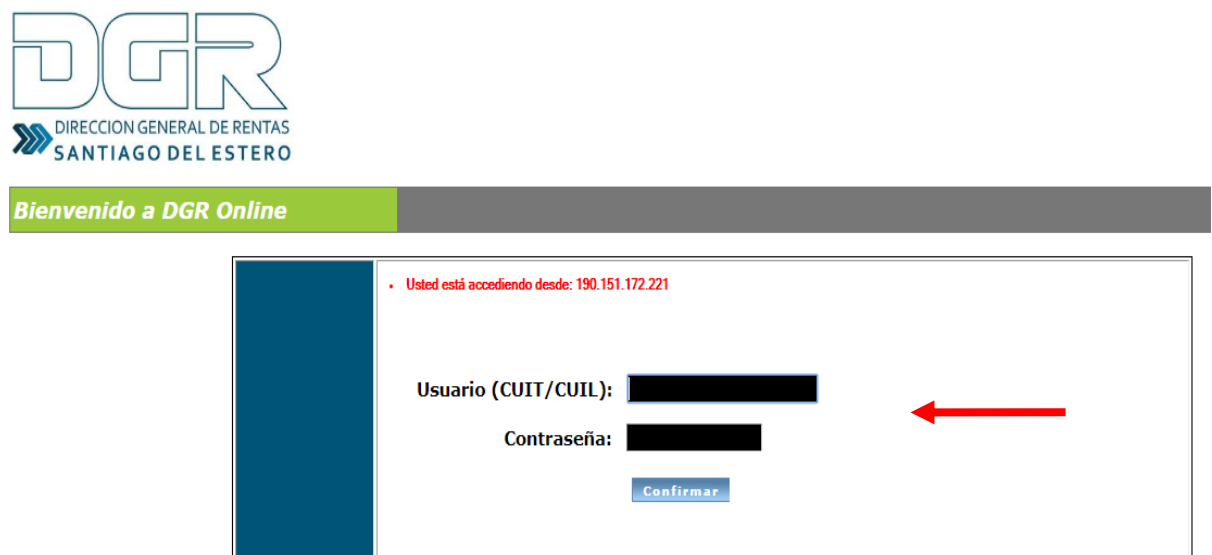 DGR
DIRECCION GENERAL DE RENTAS
SANTIAGO DEL ESTERO
Bienvenido a DGR Online
• Usted está accediendo desde: 190.151.172.221
Usuario (CUIT/CUIL):
Contraseña:
Confirmar